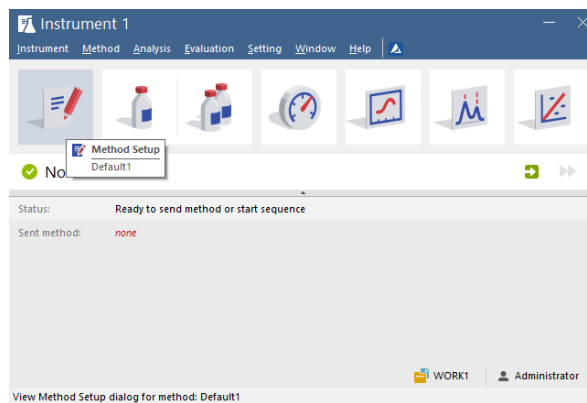 Instrument 1
Instrument Method Analysis Evaluation Setting Window Help
Method Setup
Default1
No
Status: Ready to send method or start sequence
Sent method: none
WORK1 Administrator
View Method Setup dialog for method: Default1